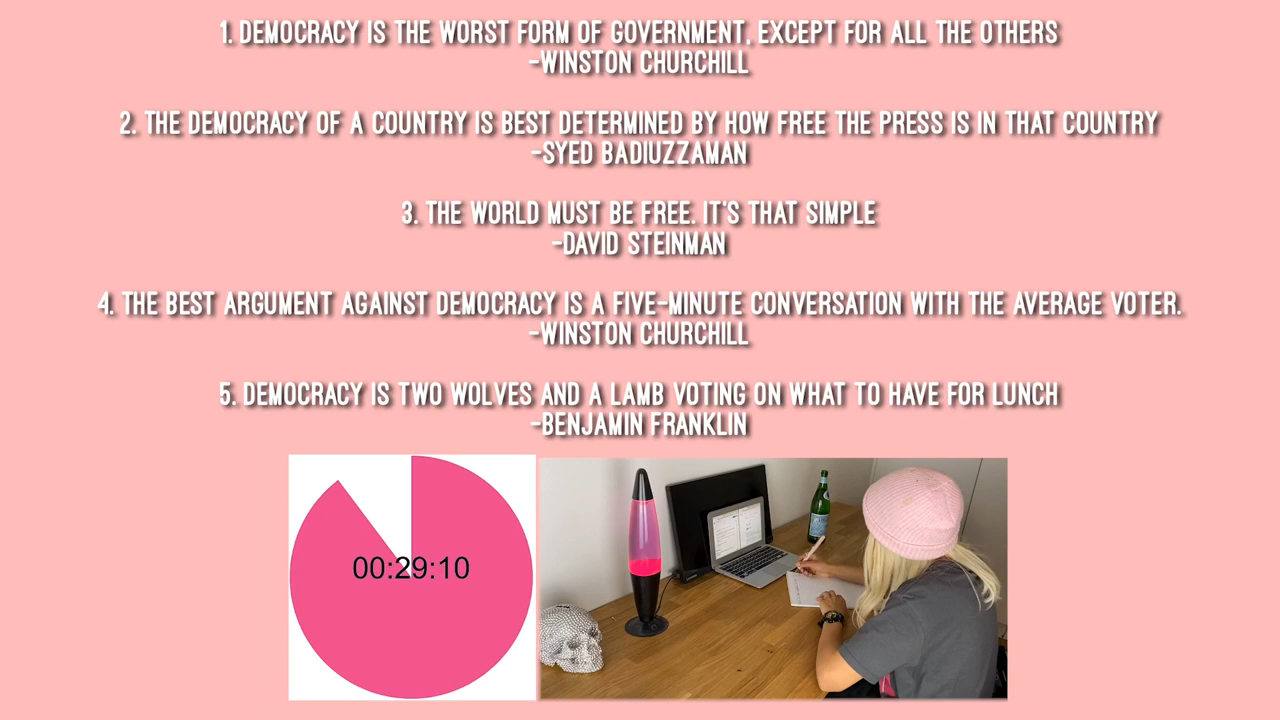 1. DEMOCRACY IS THE WORST FORM OF GOVERNMENT, EXCEPT FOR ALL THE OTHERS
-WINSTON CHURCHILL
2. THE DEMOCRACY OF A COUNTRY IS BEST DETERMINED BY HOW FREE THE PRESS IS IN THAT COUNTRY
-SYED BADIUZZAMAN
3. THE WORLD MUST BE FREE. IT'S THAT SIMPLE
-DAVID STEINMAN
4. THE BEST ARGUMENT AGAINST DEMOCRACY IS A FIVE-MINUTE CONVERSATION WITH THE AVERAGE VOTER.
-WINSTON CHURCHILL
5. DEMOCRACY IS TWO WOLVES AND A LAMB VOTING ON WHAT TO HAVE FOR LUNCH
-BENJAMIN FRANKLIN
00:29:10